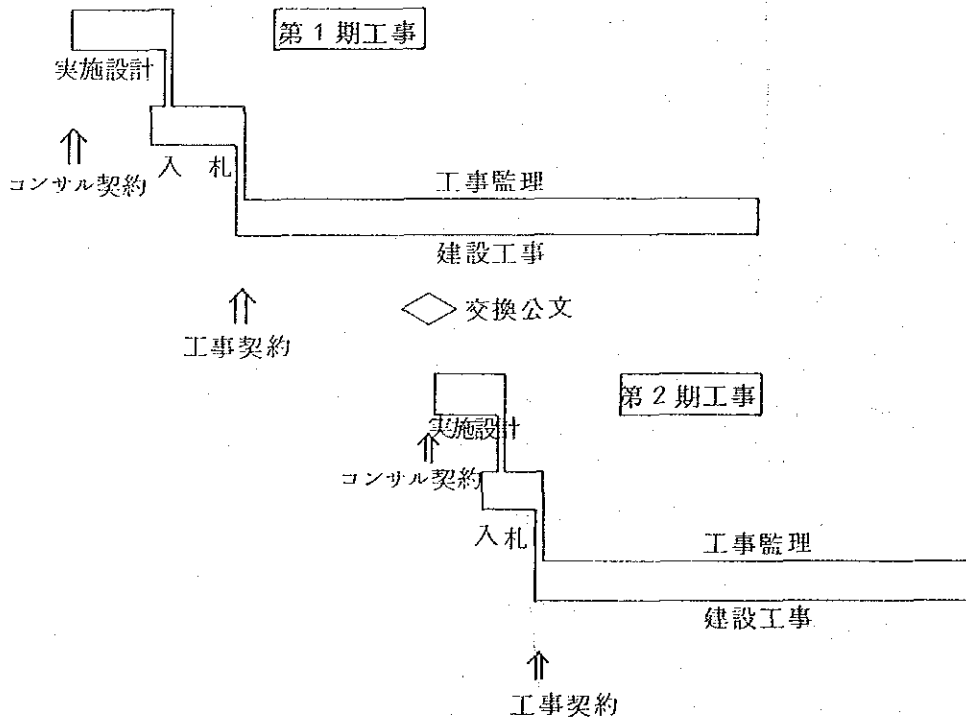 第1期工事
実施設計
コンサル契約
入 札
工事監理
建設工事
工事契約
交換公文
第2期工事
実施設計
コンサル契約
入札
工事監理
建設工事
工事契約